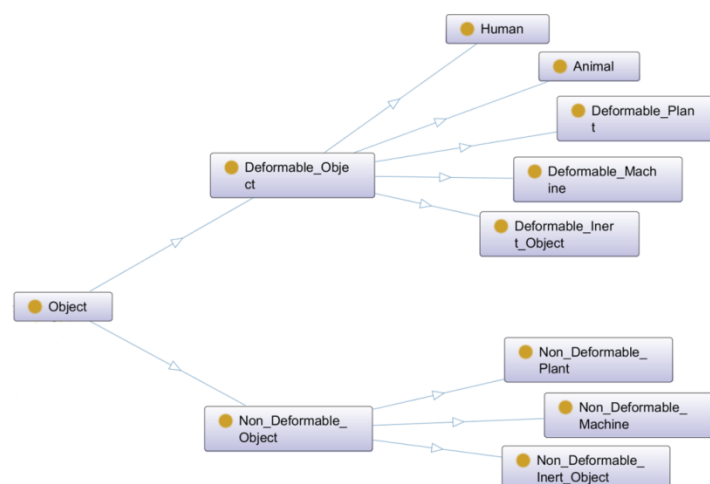 Human
Animal
Deformable_Plan
t
Deformable_Obje
ct
Deformable_Mach
ine
Deformable_Iner
t_Object
Object
Non_Deformable_
Plant
Non_Deformable_
Object
Non_Deformable_
Machine
Non_Deformable_
Inert_Object